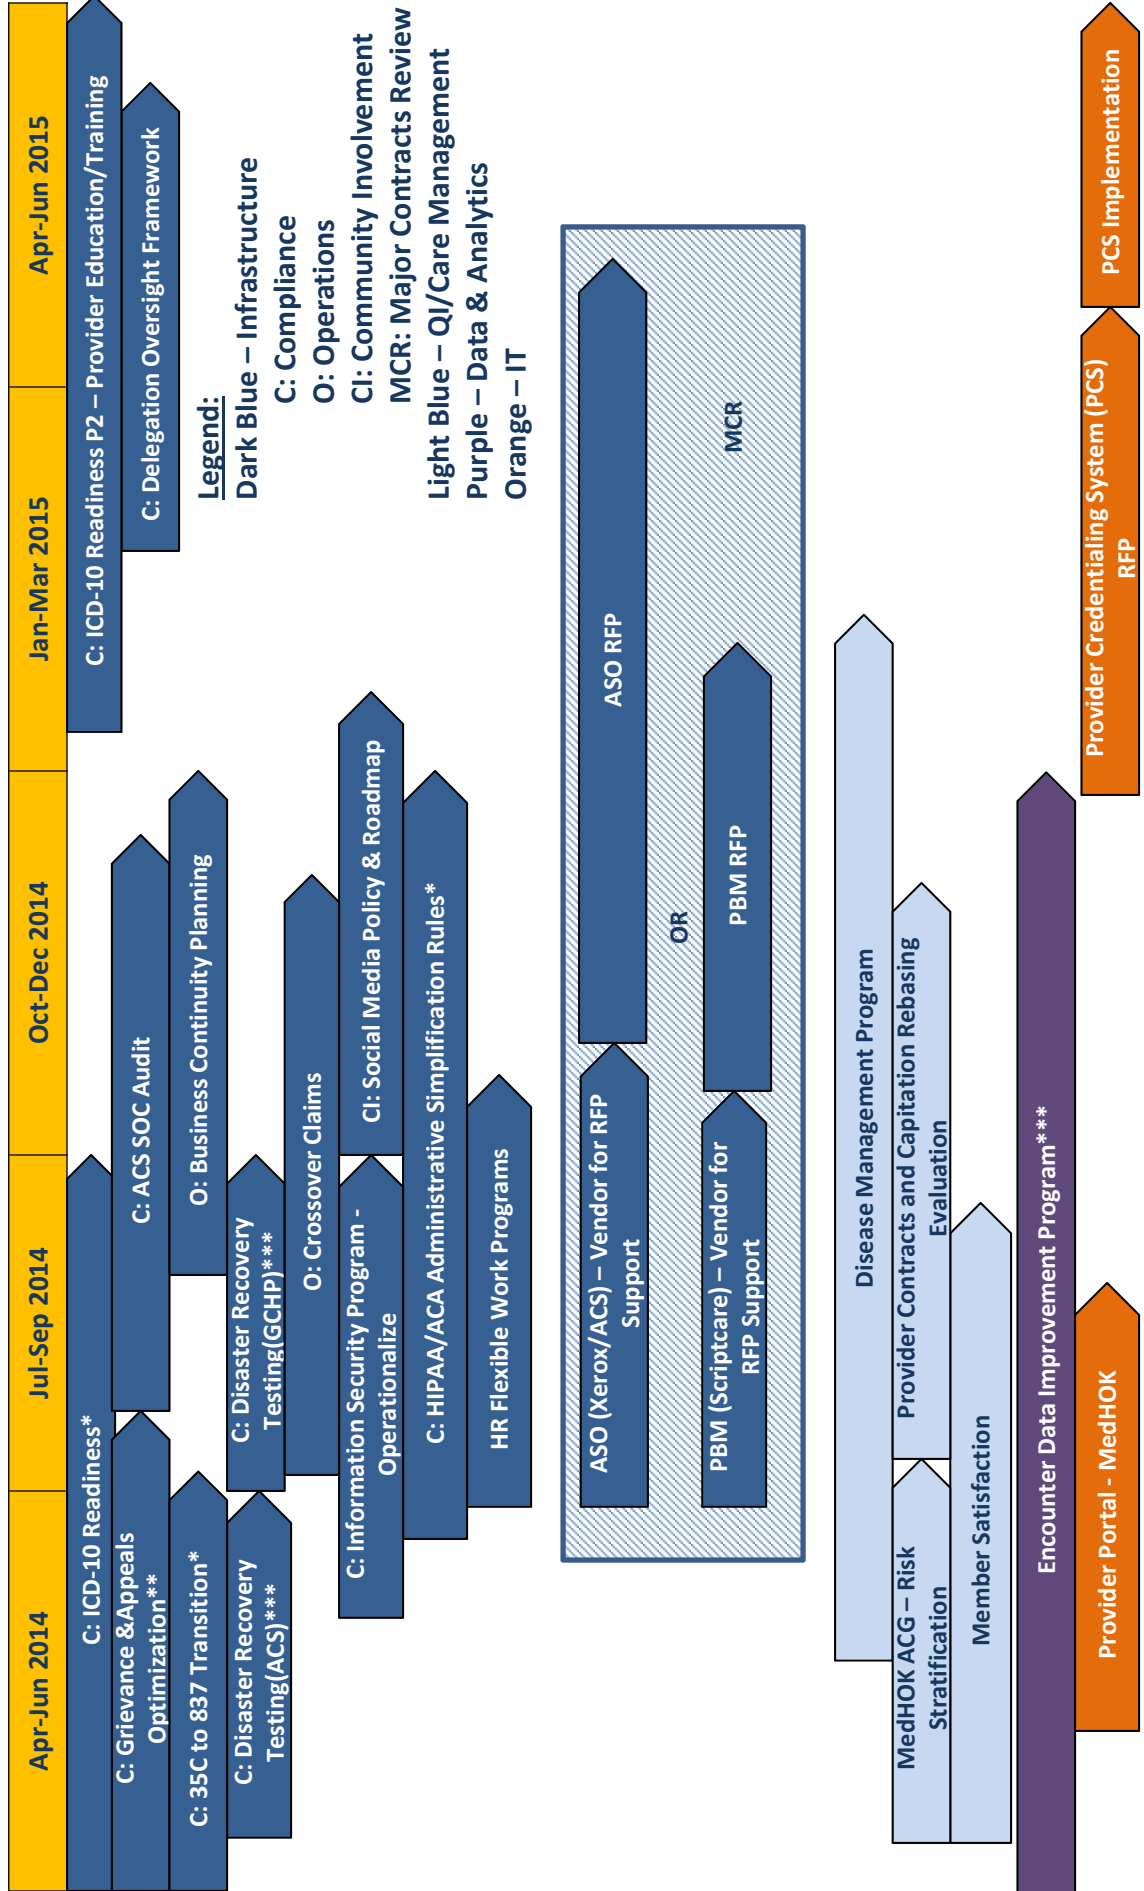 Apr-Jun 2014
Jul-Sep 2014
Oct-Dec 2014
Jan-Mar 2015
Apr-Jun 2015
C: ICD-10 Readiness*
C: ICD-10 Readiness P2 – Provider Education/Training
C: Grievance &Appeals
Optimization**
C: ACS SOC Audit
C: Delegation Oversight Framework
C: 35C to 837 Transition*
O: Business Continuity Planning
C: Disaster Recovery
Testing(ACS)***
C: Disaster Recovery
Testing(GCHP)***
O: Crossover Claims
C: Information Security Program -
Operationalize
CI: Social Media Policy & Roadmap
C: HIPAA/ACA Administrative Simplification Rules*
HR Flexible Work Programs
Legend:
Dark Blue – Infrastructure
C: Compliance
O: Operations
CI: Community Involvement
MCR: Major Contracts Review
Light Blue – QI/Care Management
Purple – Data & Analytics
Orange – IT
ASO (Xerox/ACS) – Vendor for RFP
Support
ASO RFP
OR
PBM (Scriptcare) – Vendor for
RFP Support
PBM RFP
MCR
Disease Management Program
MedHOK ACG – Risk
Stratification
Provider Contracts and Capitation Rebasing
Evaluation
Member Satisfaction
Encounter Data Improvement Program***
Provider Portal - MedHOK
Provider Credentialing System (PCS)
RFP
PCS Implementation